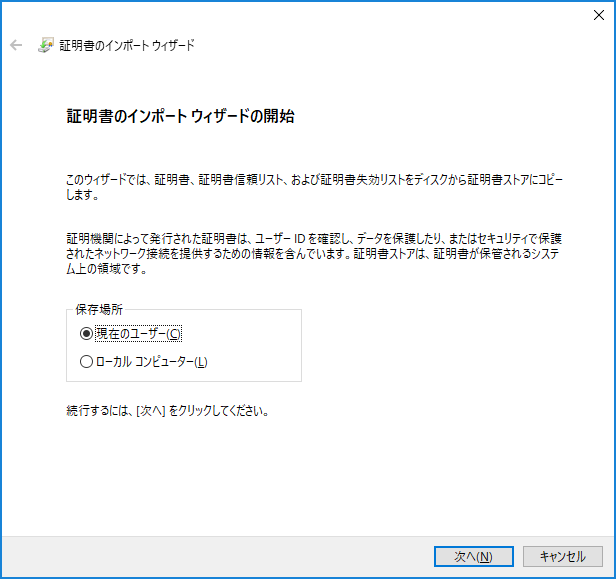 証明書のインポート ウィザード
証明書のインポート ウィザードの開始
このウィザードでは、証明書、証明書信頼リスト、および証明書失効リストをディスクから証明書ストアにコピー
します。
証明機関によって発行された証明書は、ユーザー ID を確認し、データを保護したり、またはセキュリティで保護
されたネットワーク接続を提供するための情報を含んでいます。証明書ストアは、証明書が保管されるシステ
ム上の領域です。
保存場所
現在のユーザー(C)
ローカル コンピューター(L)
続行するには、[次へ] をクリックしてください。
次へ(N)
キャンセル